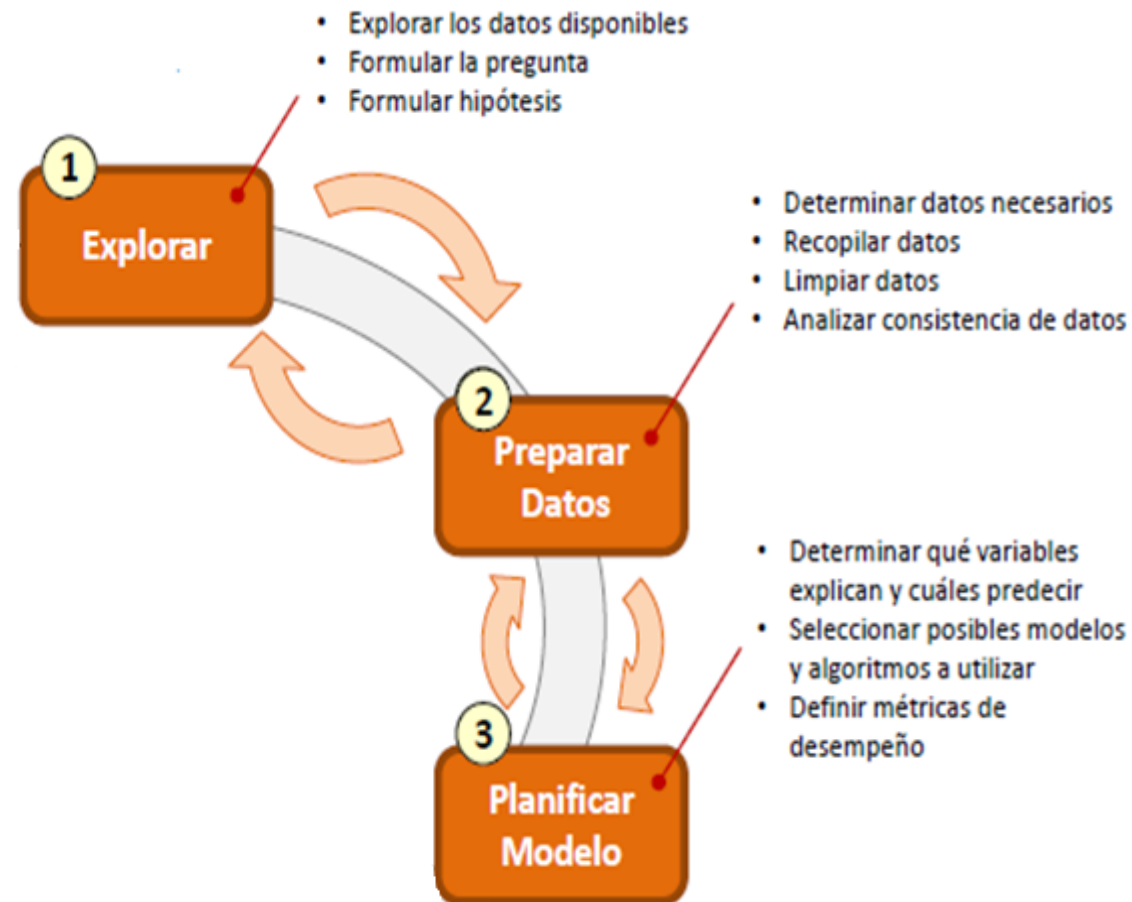 • Explorar los datos disponibles
• Formular la pregunta
• Formular hipótesis
1
Explorar
• Determinar datos necesarios
• Recopilar datos
• Limpiar datos
• Analizar consistencia de datos
2
Preparar
Datos
• Determinar qué variables
explican y cuáles predecir
• Seleccionar posibles modelos
y algoritmos a utilizar
• Definir métricas de
desempeño
3
Planificar
Modelo